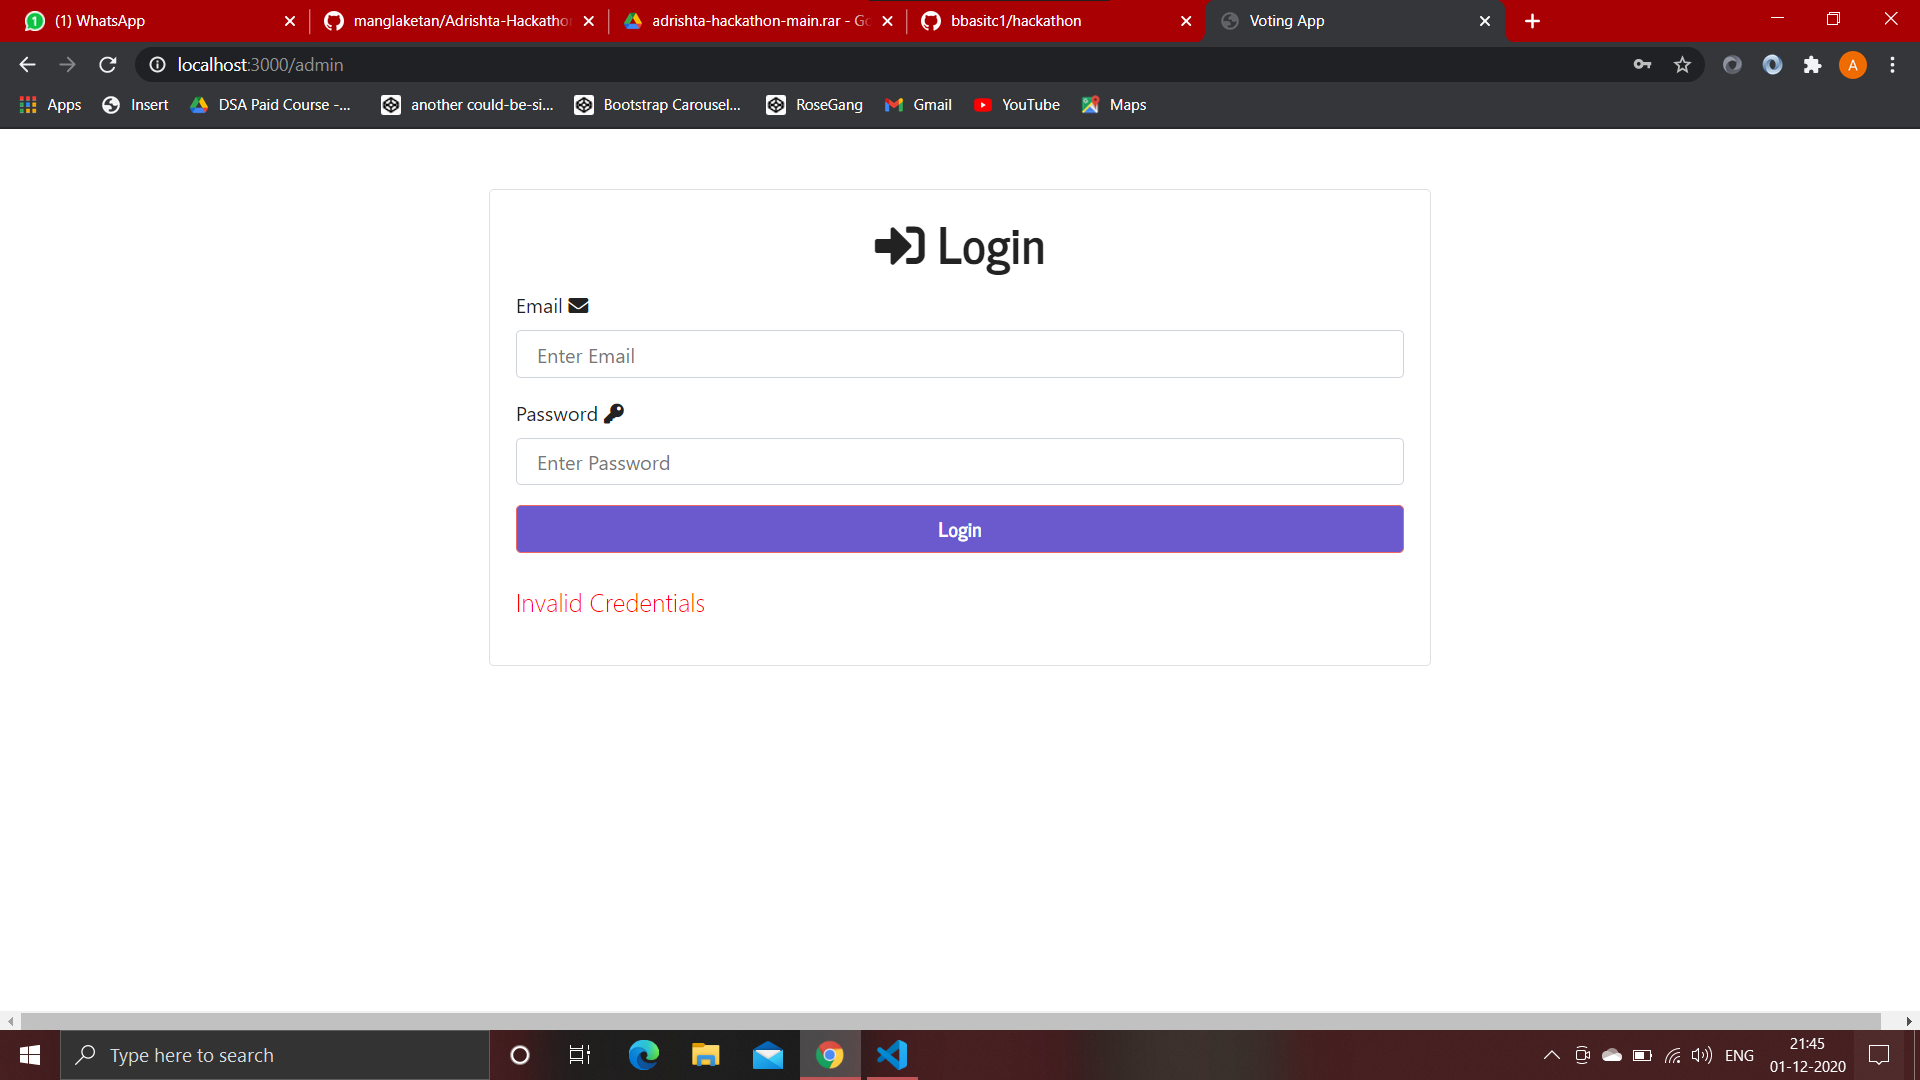 (1) WhatsApp
manglaketan/Adrishta-Hackatho
adrishta-hackathon-main.rar - Go
bbasitc1/hackathon
Voting App
localhost:3000/admin
A
Apps
Insert
DSA Paid Course -...
another could-be-si...
Bootstrap Carousel...
RoseGang
Gmail
YouTube
Maps
Login
Email
Enter Email
Password
Enter Password
Login
Invalid Credentials
Type here to search
ENG
21:45
01-12-2020